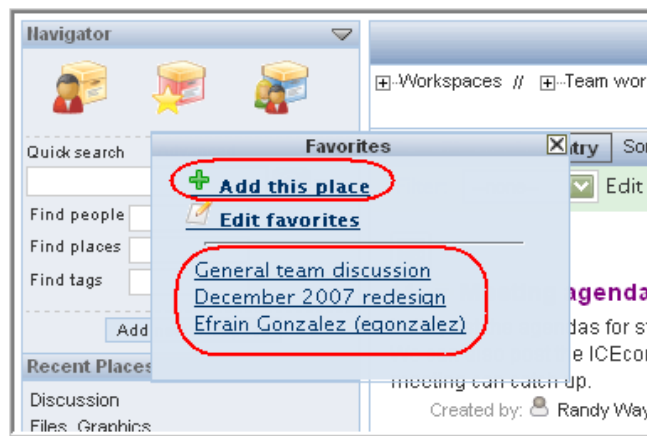 Navigator
Workspaces // Team wor
Quick search
Favorites
try So
Add this place
Edit
Edit favorites
Find people
Find places
Find tags
General team discussion
December 2007 redesign
Efrain Gonzalez (egonzalez)
agenda
Add
das for s
Recent Places
e ICEcor
meeting can catch up.
Discussion
Created by: Randy Way
Files Graphics